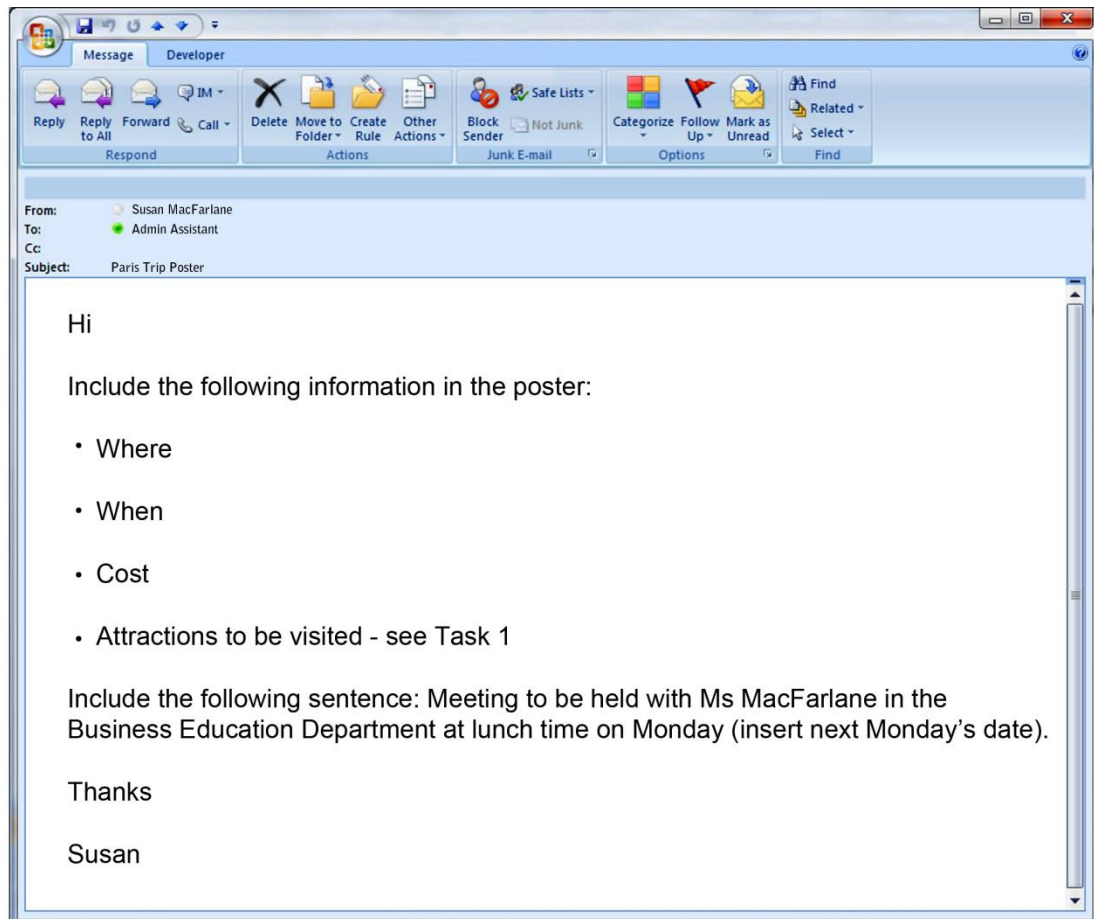 Message Developer
Reply
Reply to All
Forward
IM
Call
Respond
Delete
Move to Folder
Create Rule
Other Actions
Actions
Block Sender
Safe Lists
Not Junk
Junk E-mail
Categorize
Follow Up
Mark as Unread
Options
Find
Related
Select
Find
From: Susan MacFarlane
To: Admin Assistant
Cc:
Subject: Paris Trip Poster
Hi
Include the following information in the poster:
• Where
• When
• Cost
• Attractions to be visited - see Task 1
Include the following sentence: Meeting to be held with Ms MacFarlane in the
Business Education Department at lunch time on Monday (insert next Monday’s date).
Thanks
Susan